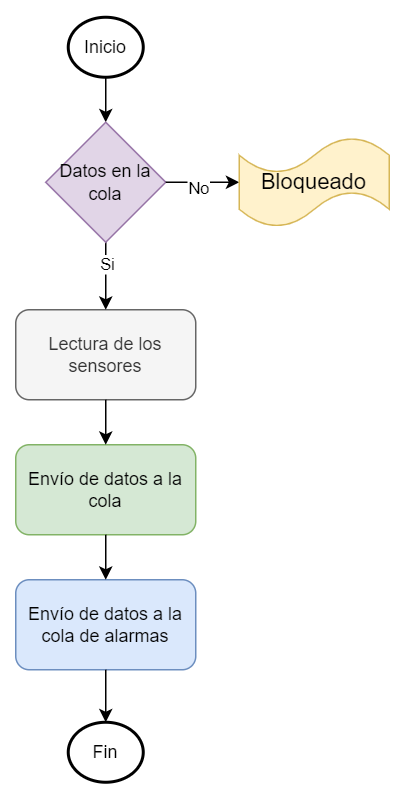 Inicio
Datos en la
cola
No
Bloqueado
Si
Lectura de los
sensores
Envío de datos a la
cola
Envío de datos a la
cola de alarmas
Fin